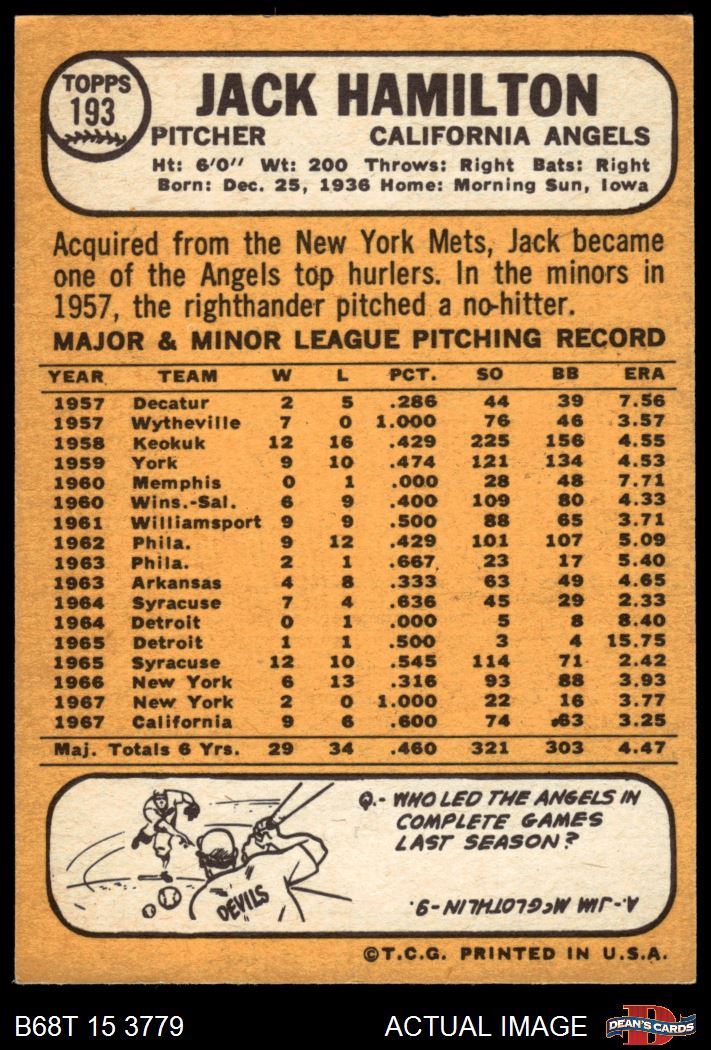 TOPPS
193
JACK HAMILTON
PITCHER CALIFORNIA ANGELS
Ht: 6'0" Wt: 200 Throws: Right Bats: Right
Born: Dec. 25, 1936 Home: Morning Sun, Iowa
Acquired from the New York Mets, Jack became
one of the Angels top hurlers. In the minors in
1957, the righthander pitched a no-hitter.
MAJOR & MINOR LEAGUE PITCHING RECORD
YEAR TEAM W L PCT. SO BB ERA
1957 Decatur 2 5 .286 44 39 7.56
1957 Wytheville 7 0 1.000 76 46 3.57
1958 Keokuk 12 16 .429 225 156 4.55
1959 York 9 10 .474 121 134 4.53
1960 Memphis 0 1 .000 28 48 7.71
1960 Wins.-Sal. 6 9 .400 109 80 4.33
1961 Williamsport 9 9 .500 88 65 3.71
1962 Phila. 9 12 .429 101 107 5.09
1963 Phila. 2 1 .667 23 17 5.40
1963 Arkansas 4 8 .333 63 49 4.65
1964 Syracuse 7 4 .636 45 29 2.33
1964 Detroit 0 1 .000 5 8 8.40
1965 Detroit 1 1 .500 3 4 15.75
1965 Syracuse 12 10 .545 114 71 2.42
1966 New York 6 13 .316 93 88 3.93
1967 New York 2 0 1.000 22 16 3.77
1967 California 9 6 .600 74 63 3.25
Maj. Totals 6 Yrs. 29 34 .460 321 303 4.47
DEVILS
Q.- WHO LED THE ANGELS IN
COMPLETE GAMES
LAST SEASON?
A.- JIM McGLOTHLIN - 9.
©T.C.G. PRINTED IN U.S.A.
B68T 15 3779
ACTUAL IMAGE
D
DEAN'S CARDS